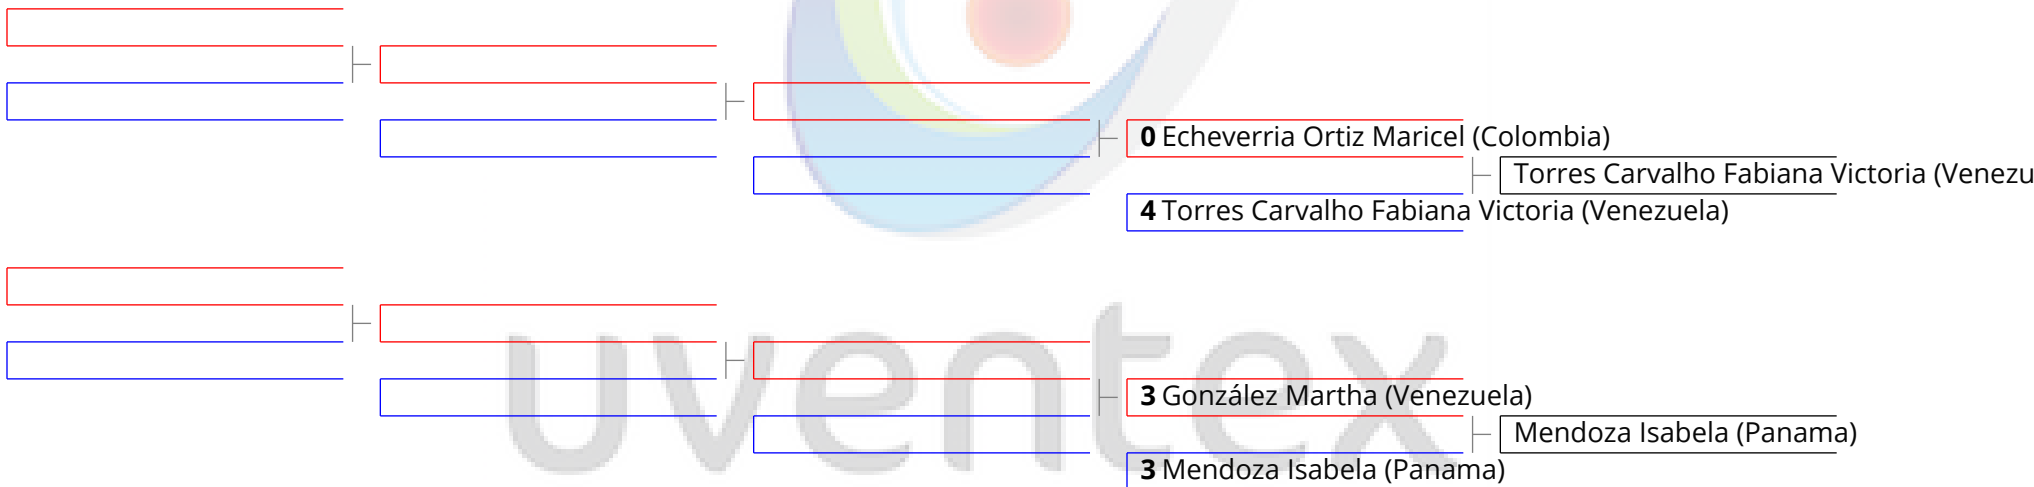 0 Echeverria Ortiz Maricel (Colombia)
Torres Carvalho Fabiana Victoria (Venezu
4 Torres Carvalho Fabiana Victoria (Venezuela)
uventex
3 González Martha (Venezuela)
Mendoza Isabela (Panama)
3 Mendoza Isabela (Panama)